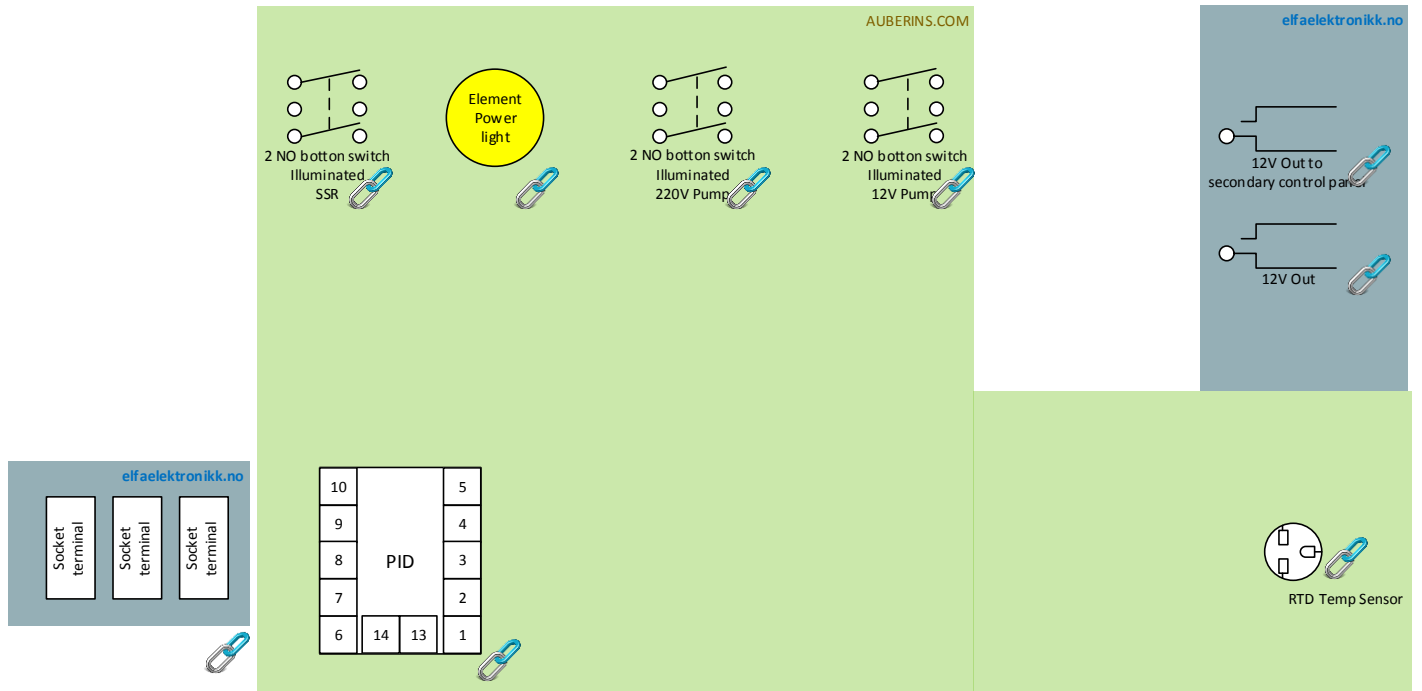 AUBERINS.COM
elfaelektronikk.no
2 NO botton switch
Illuminated
SSR
Element
Power
light
2 NO botton switch
Illuminated
220V Pump
2 NO botton switch
Illuminated
12V Pump
12V Out to
secondary control panel
12V Out
elfaelektronikk.no
Socket
terminal
Socket
terminal
Socket
terminal
10
9
8
7
6
PID
14
13
5
4
3
2
1
RTD Temp Sensor